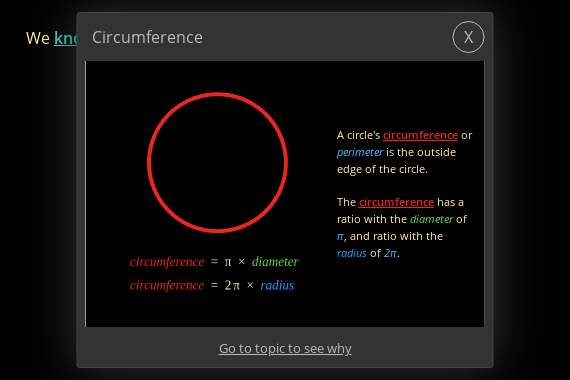 We
Circumference
X
A circle's circumference or
perimeter is the outside
edge of the circle.
The circumference has a
ratio with the diameter of
π, and ratio with the
radius of 2π.
circumference = π × diameter
circumference = 2π × radius
Go to topic to see why